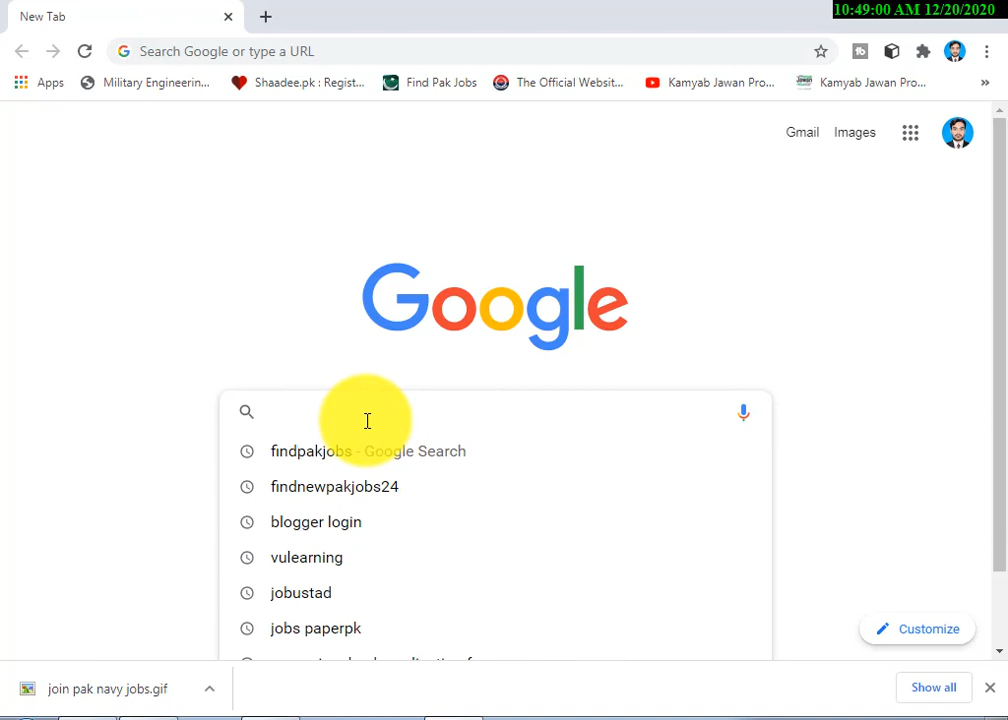 10:49:00 AM 12/20/2020
New Tab
Search Google or type a URL
Apps
Military Engineerin...
Shaadee.pk : Regist...
Find Pak Jobs
The Official Websit...
Kamyab Jawan Pro...
Kamyab Jawan Pro...
Gmail
Images
Google
findpakjobs - Google Search
findnewpakjobs24
blogger login
vulearning
jobustad
jobs paperpk
Customize
join pak navy jobs.gif
Show all